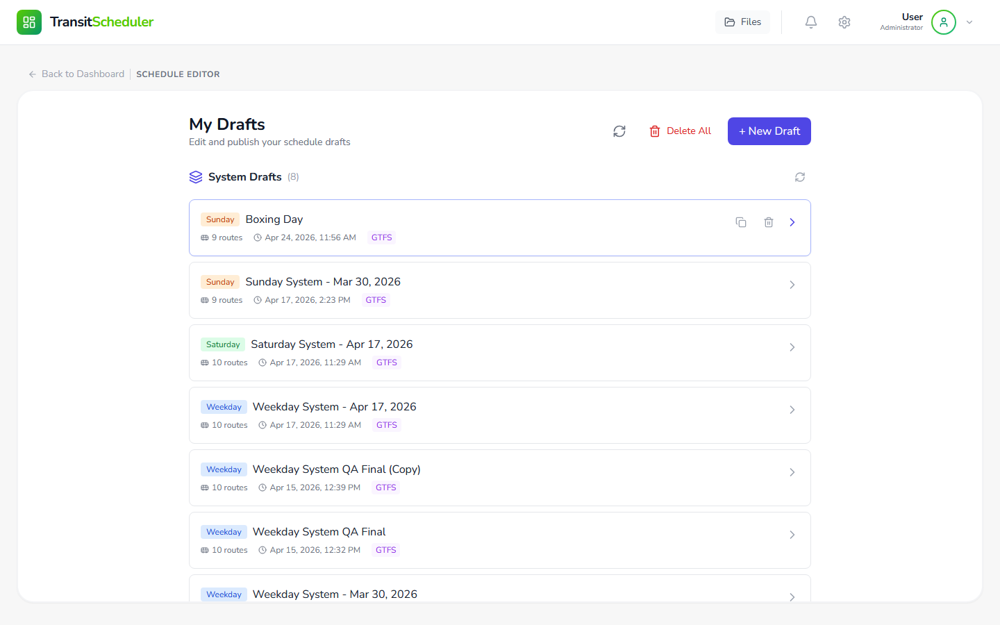 TransitScheduler
Files
User
Administrator
Back to Dashboard
SCHEDULE EDITOR
My Drafts
Edit and publish your schedule drafts
Delete All
+ New Draft
System Drafts (8)
Sunday Boxing Day
9 routes Apr 24, 2026, 11:56 AM GTFS
Sunday Sunday System - Mar 30, 2026
9 routes Apr 17, 2026, 2:23 PM GTFS
Saturday Saturday System - Apr 17, 2026
10 routes Apr 17, 2026, 11:29 AM GTFS
Weekday Weekday System - Apr 17, 2026
10 routes Apr 17, 2026, 11:29 AM GTFS
Weekday Weekday System QA Final (Copy)
10 routes Apr 15, 2026, 12:39 PM GTFS
Weekday Weekday System QA Final
10 routes Apr 15, 2026, 12:32 PM GTFS
Weekday Weekday System - Mar 30, 2026